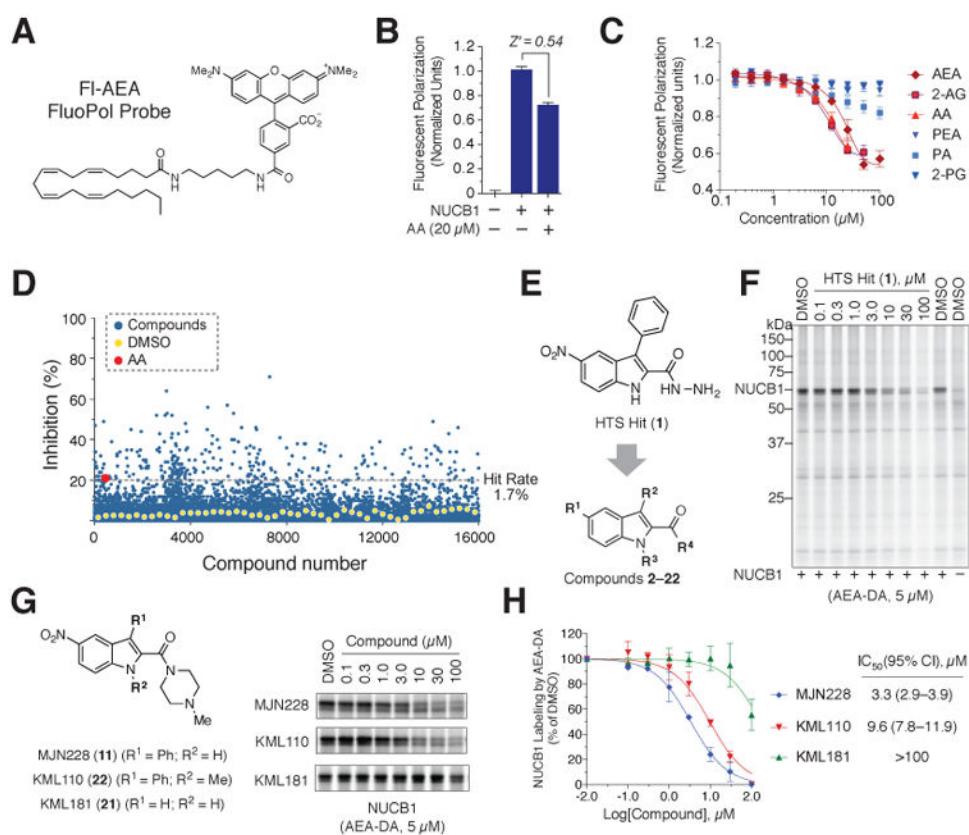 A
Fl-AEA
FluoPol Probe
Me2N
O
NMe2
+
CO2−
O
N
H
H
N
O
B
Fluorescent Polarization
(Normalized Units)
Z' = 0.54
1.2
1.0
0.8
0.6
0.4
0.2
0
NUCB1 − + +
AA (20 µM) − − +
C
Fluorescent Polarization
(Normalized units)
1.2
1.0
0.8
0.6
0.4
0.1 1 10 100
Concentration (µM)
AEA
2-AG
AA
PEA
PA
2-PG
D
Inhibition (%)
100
80
60
40
20
0 4000 8000 12000 16000
Compound number
Compounds
DMSO
AA
Hit Rate
1.7%
E
O2N
O
N
H
HN−NH2
HTS Hit (1)
R1
R2
O
N
R3
R4
Compounds 2–22
F
HTS Hit (1), µM
DMSO 0.1 0.3 1.0 3.0 10 30 100 DMSO DMSO
kDa
150
100
75
NUCB1
50
37
25
NUCB1 + + + + + + + + + −
(AEA-DA, 5 µM)
G
O2N
R1
O
N
R2
N
N
Me
MJN228 (11) (R1 = Ph; R2 = H)
KML110 (22) (R1 = Ph; R2 = Me)
KML181 (21) (R1 = H; R2 = H)
Compound (µM)
DMSO 0.1 0.3 1.0 3.0 10 30 100
MJN228
KML110
KML181
NUCB1
(AEA-DA, 5 µM)
H
NUCB1 Labeling by AEA-DA
(% of DMSO)
120
100
80
60
40
20
0
-2.0 -1.0 0.0 1.0 2.0
Log[Compound], µM
IC50(95% CI), µM
MJN228 3.3 (2.9–3.9)
KML110 9.6 (7.8–11.9)
KML181 >100